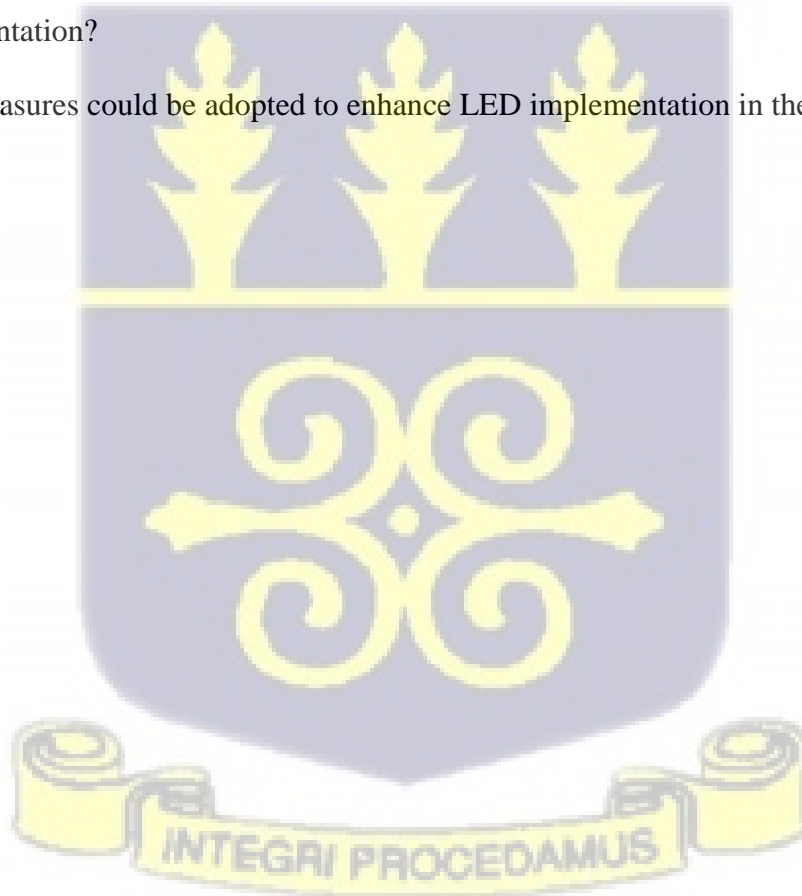 ntation?
asures could be adopted to enhance LED implementation in the
INTEGRI PROCEDAMUS